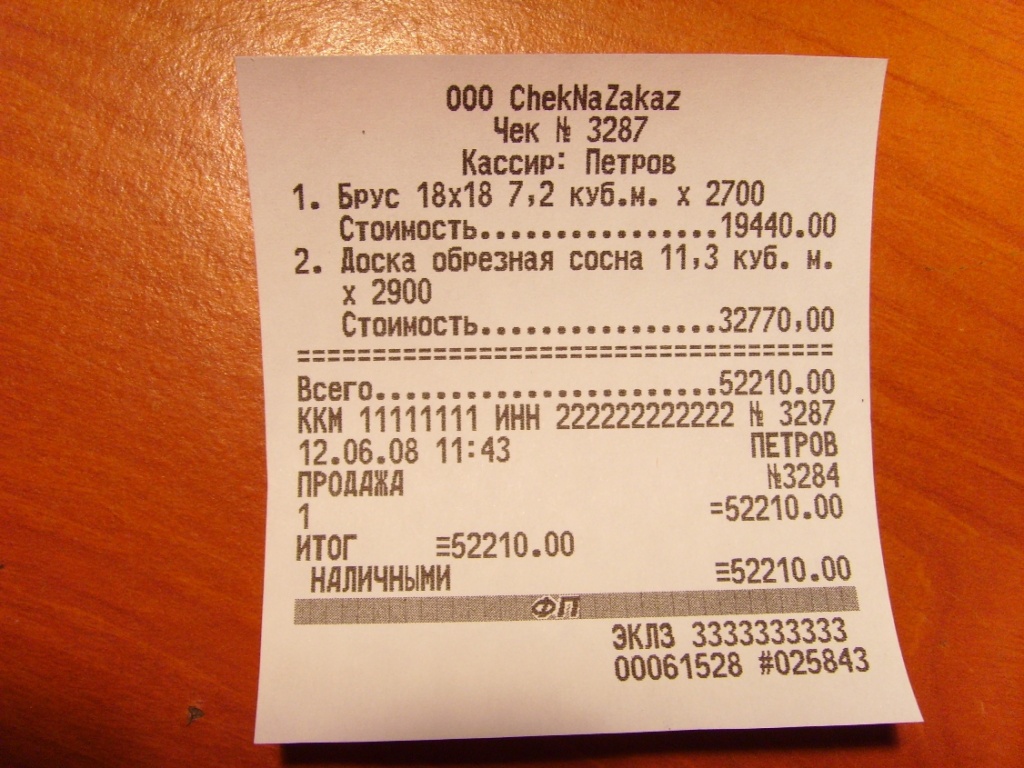 ООО ChekNaZakaz
Чек № 3287
Кассир: Петров
1. Брус 18х18 7,2 куб.м. х 2700
Стоимость................19440.00
2. Доска обрезная сосна 11,3 куб. м.
х 2900
Стоимость................32770,00
===================================
Всего.......................52210.00
ККМ 11111111 ИНН 222222222222 № 3287
12.06.08 11:43 ПЕТРОВ
ПРОДАЖА №3284
1 =52210.00
ИТОГ ≡52210.00
НАЛИЧНЫМИ ≡52210.00
ФП
ЭКЛЗ 3333333333
00061528 #025843